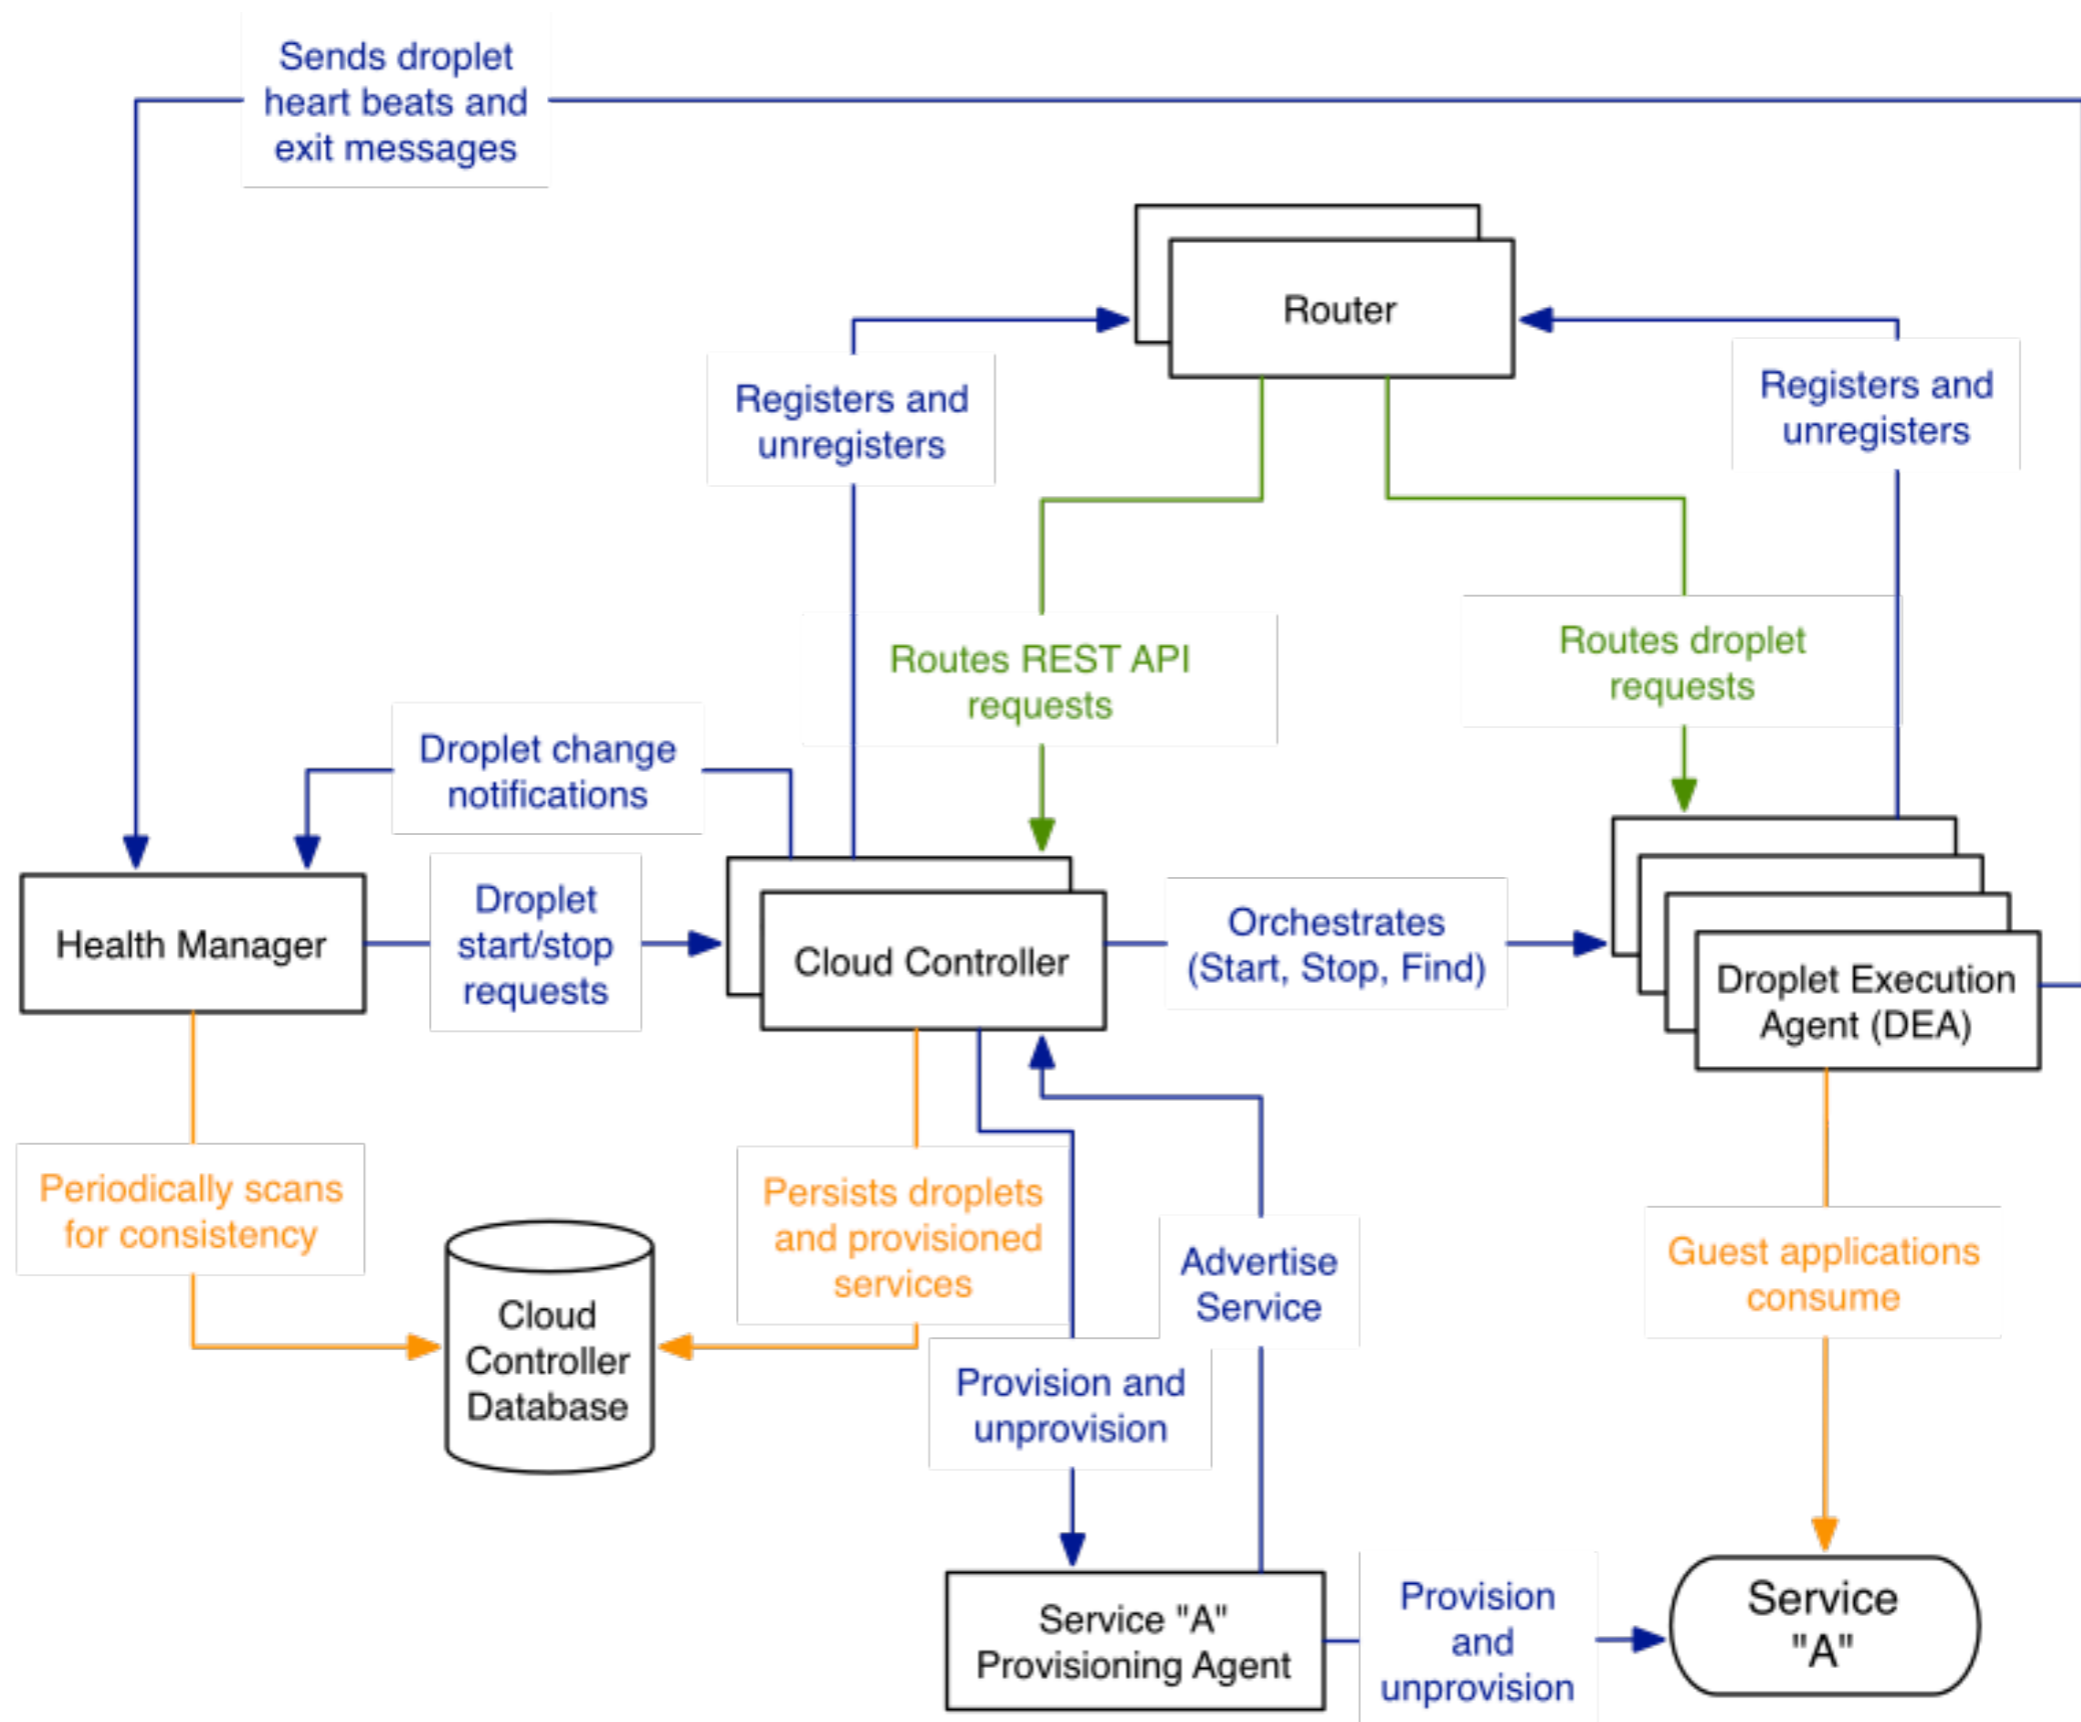 Sends droplet
heart beats and
exit messages
Router
Registers and
unregisters
Registers and
unregisters
Routes REST API
requests
Routes droplet
requests
Droplet change
notifications
Health Manager
Droplet
start/stop
requests
Cloud Controller
Orchestrates
(Start, Stop, Find)
Droplet Execution
Agent (DEA)
Periodically scans
for consistency
Cloud
Controller
Database
Persists droplets
and provisioned
services
Advertise
Service
Guest applications
consume
Provision and
unprovision
Service "A"
Provisioning Agent
Provision
and
unprovision
Service
"A"